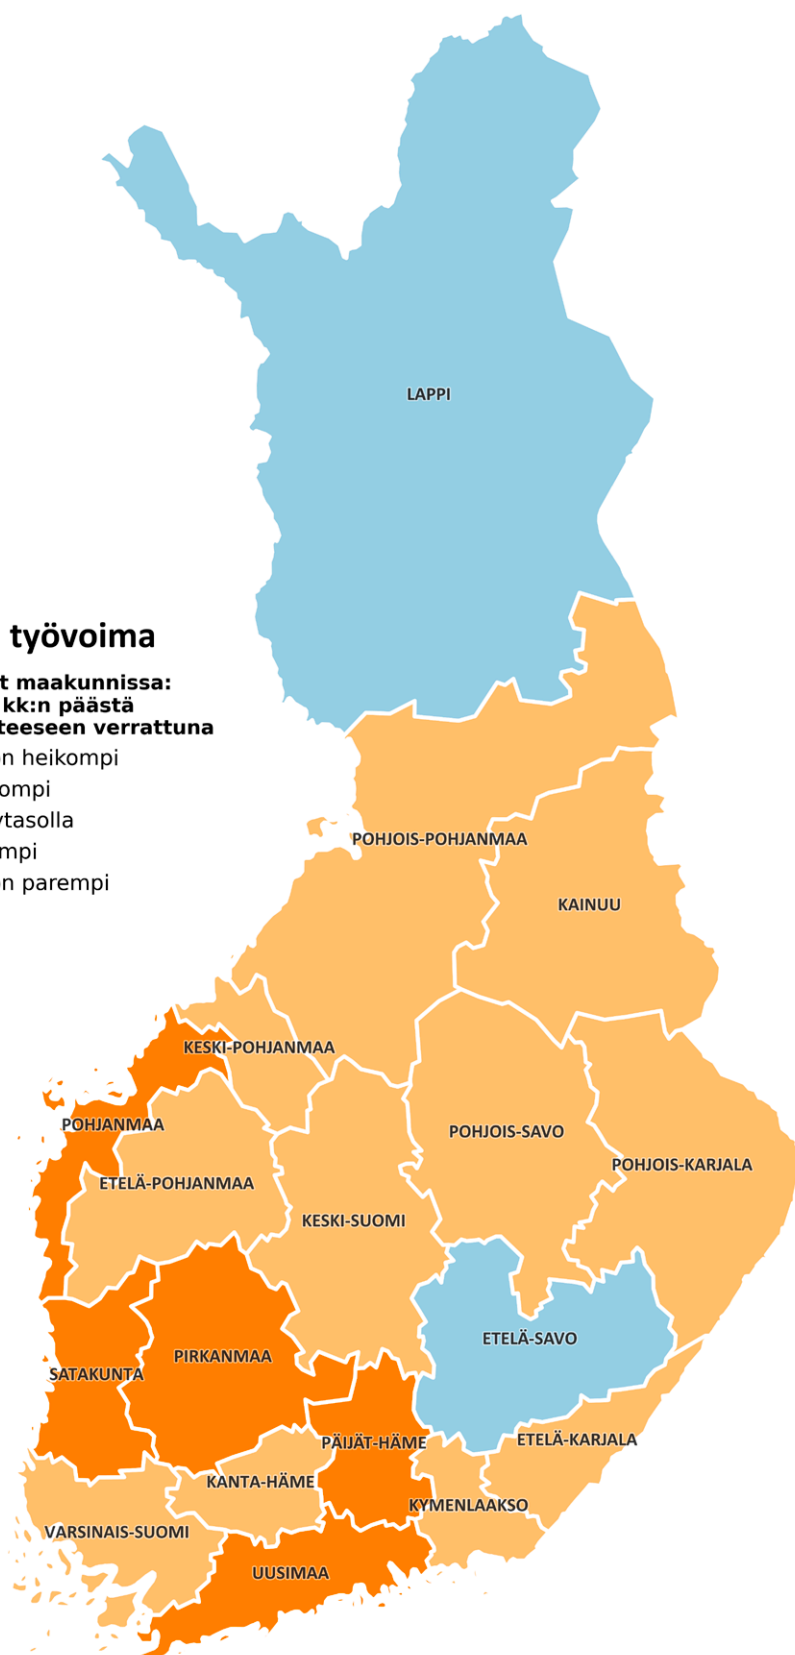 LAPPI
työvoima
t maakunnissa:
kk:n päästä
teeseen verrattuna
n heikompi
ompi
tasolla
mpi
n parempi
POHJOIS-POHJANMAA
KAINUU
KESKI-POHJANMAA
POHJANMAA
POHJOIS-SAVO
POHJOIS-KARJALA
ETELÄ-POHJANMAA
KESKI-SUOMI
ETELÄ-SAVO
PIRKANMAA
SATAKUNTA
ETELÄ-KARJALA
PÄIJÄT-HÄME
KANTA-HÄME
KYMENLAAKSO
VARSINAIS-SUOMI
UUSIMAA